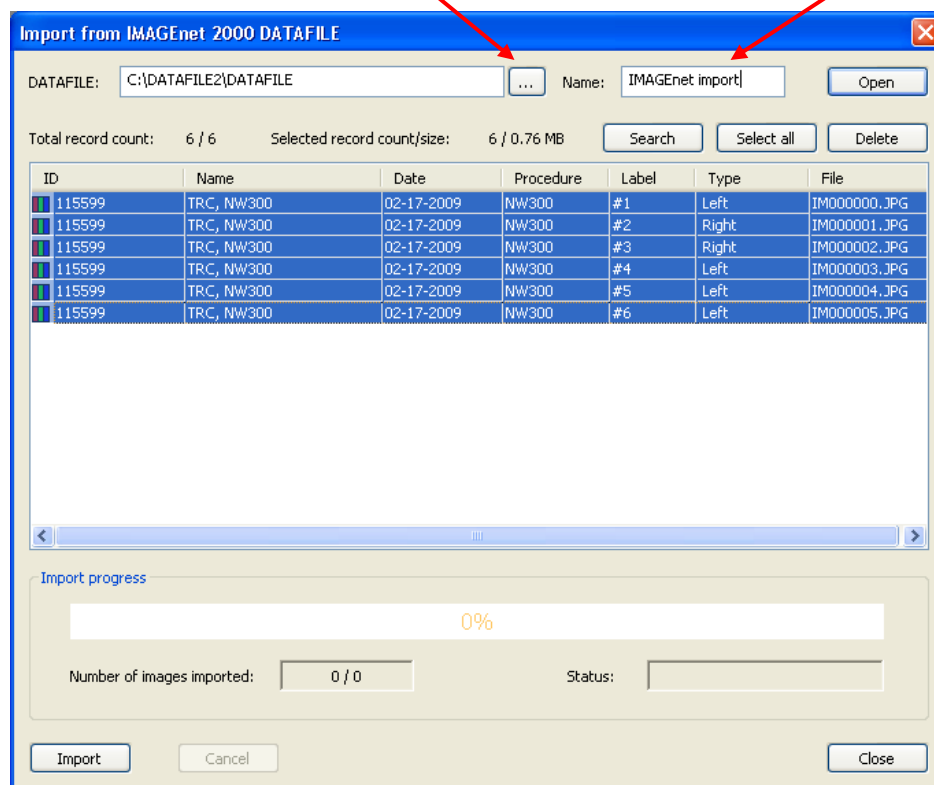 Import from IMAGEnet 2000 DATAFILE
DATAFILE: C:\DATAFILE2\DATAFILE ... Name: IMAGEnet import Open
Total record count: 6 / 6 Selected record count/size: 6 / 0.76 MB Search Select all Delete
ID Name Date Procedure Label Type File
115599 TRC, NW300 02-17-2009 NW300 #1 Left IM000000.JPG
115599 TRC, NW300 02-17-2009 NW300 #2 Right IM000001.JPG
115599 TRC, NW300 02-17-2009 NW300 #3 Right IM000002.JPG
115599 TRC, NW300 02-17-2009 NW300 #4 Left IM000003.JPG
115599 TRC, NW300 02-17-2009 NW300 #5 Left IM000004.JPG
115599 TRC, NW300 02-17-2009 NW300 #6 Left IM000005.JPG
Import progress
0%
Number of images imported: 0 / 0 Status:
Import Cancel Close